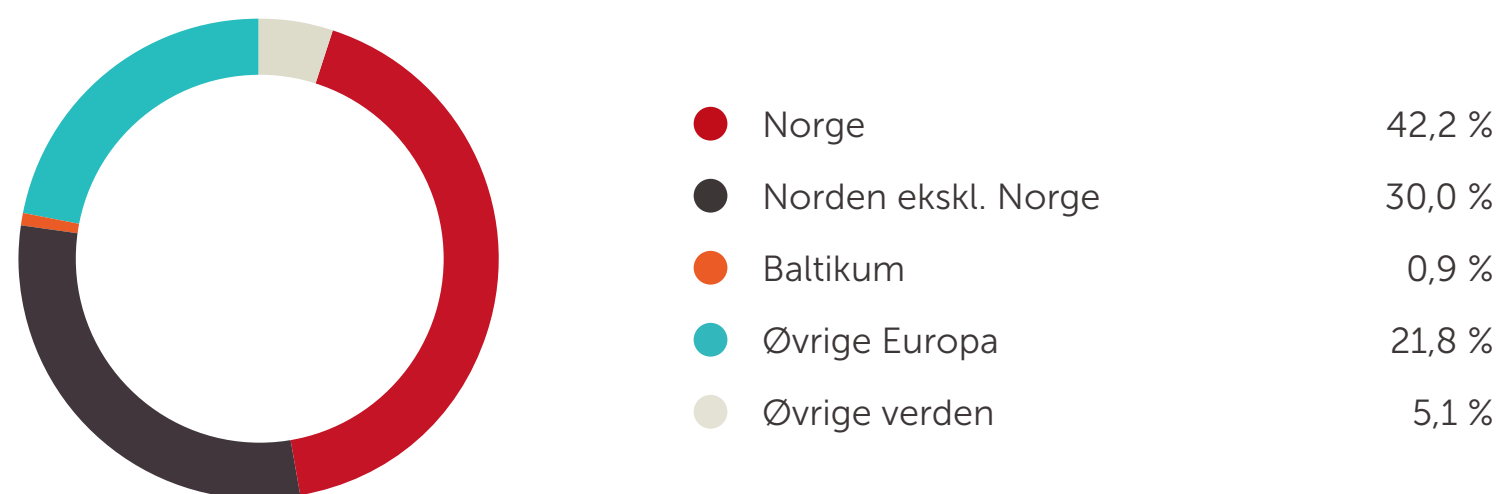 Norge 42,2 %
Norden ekskl. Norge 30,0 %
Baltikum 0,9 %
Øvrige Europa 21,8 %
Øvrige verden 5,1 %